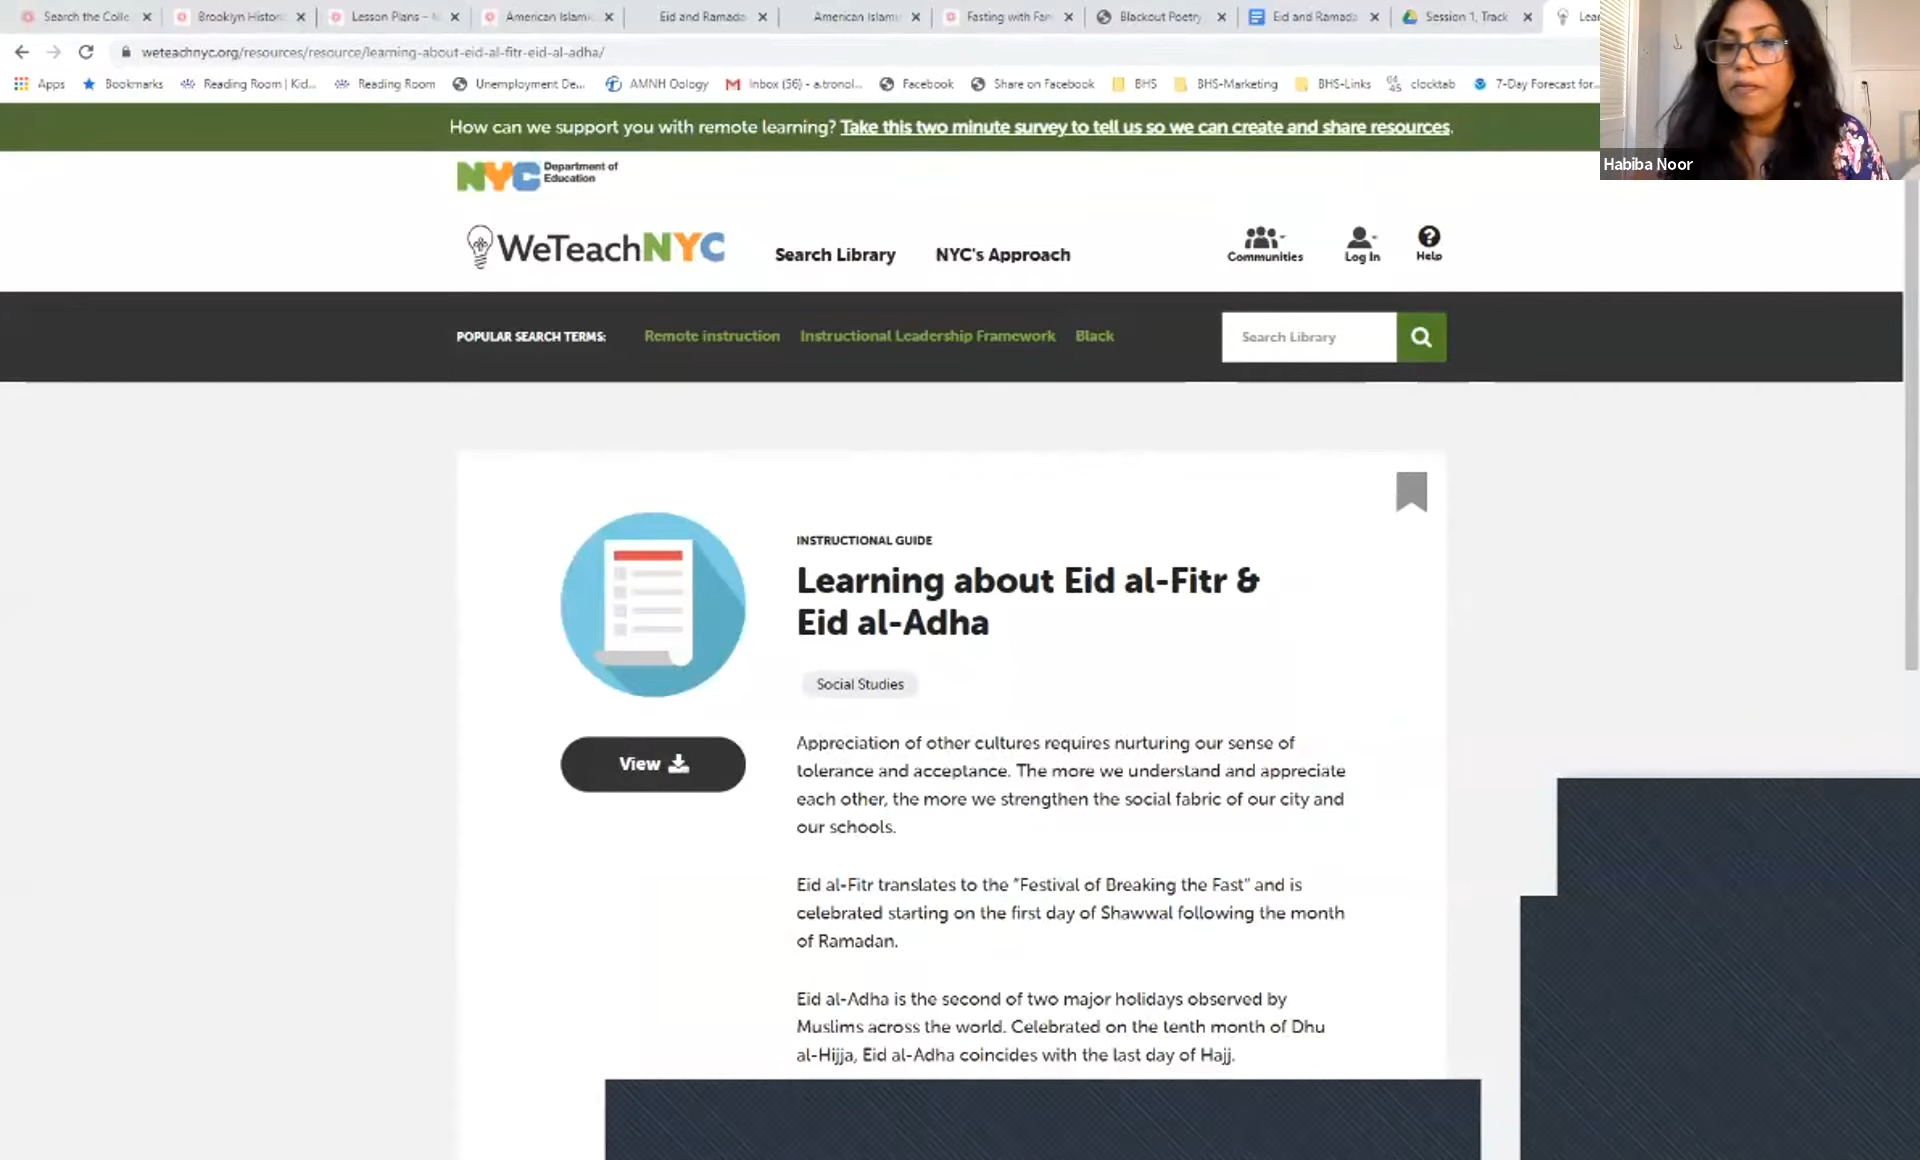 Search the Colle
Brooklyn Histori
Lesson Plans –
American Islami
Eid and Ramada
American Islami
Fasting with Fam
Blackout Poetry
Eid and Ramada
Session 1, Track
Lear
weteachnyc.org/resources/resource/learning-about-eid-al-fitr-eid-al-adha/
Apps
Bookmarks
Reading Room | Kid...
Reading Room
Unemployment De...
AMNH Oology
Inbox (56) - a.tronol...
Facebook
Share on Facebook
BHS
BHS-Marketing
BHS-Links
clocktab
7-Day Forecast for...
Habiba Noor
How can we support you with remote learning? Take this two minute survey to tell us so we can create and share resources.
NYC Department of
Education
WeTeachNYC
Search Library
NYC's Approach
Communities
Log In
Help
POPULAR SEARCH TERMS:
Remote instruction
Instructional Leadership Framework
Black
Search Library
INSTRUCTIONAL GUIDE
Learning about Eid al-Fitr &
Eid al-Adha
Social Studies
View
Appreciation of other cultures requires nurturing our sense of
tolerance and acceptance. The more we understand and appreciate
each other, the more we strengthen the social fabric of our city and
our schools.
Eid al-Fitr translates to the "Festival of Breaking the Fast" and is
celebrated starting on the first day of Shawwal following the month
of Ramadan.
Eid al-Adha is the second of two major holidays observed by
Muslims across the world. Celebrated on the tenth month of Dhu
al-Hijja, Eid al-Adha coincides with the last day of Hajj.